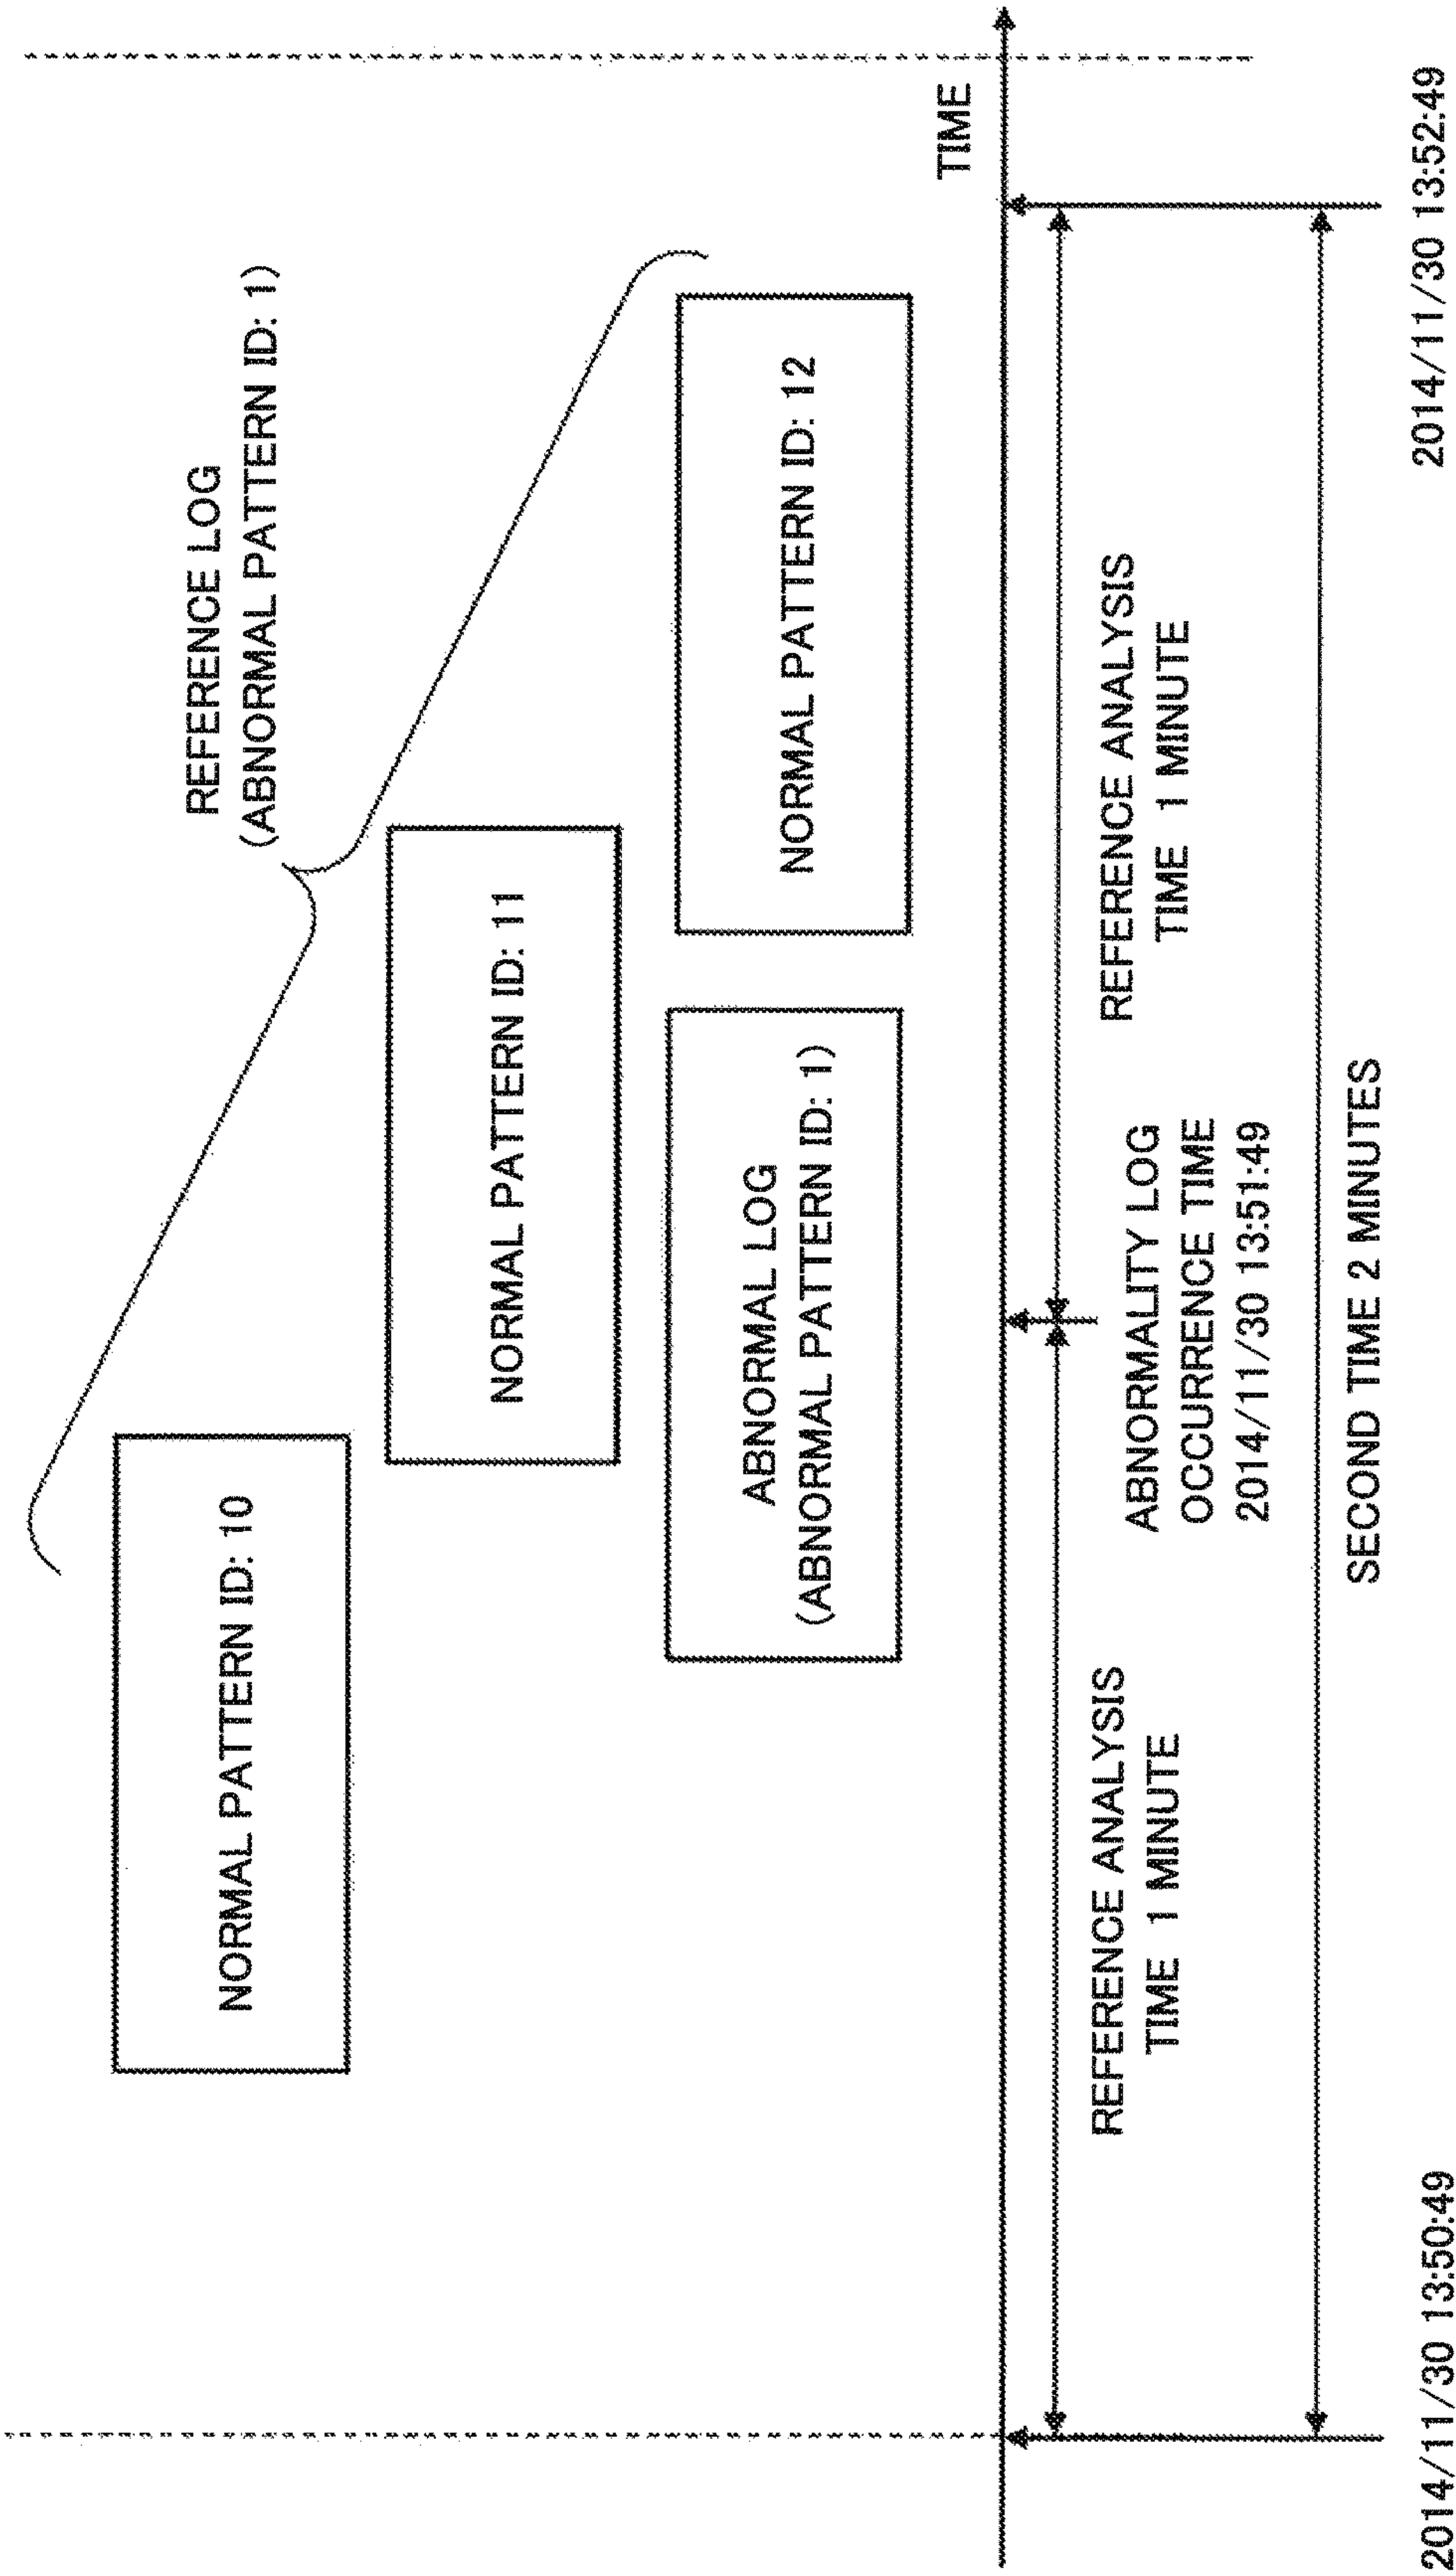 REFERENCE LOG
(ABNORMAL PATTERN ID: 1)
NORMAL PATTERN ID: 10
NORMAL PATTERN ID: 11
ABNORMAL LOG
(ABNORMAL PATTERN ID: 1)
NORMAL PATTERN ID: 12
TIME
REFERENCE ANALYSIS
TIME 1 MINUTE
ABNORMALITY LOG
OCCURRENCE TIME
2014/11/30 13:51:49
REFERENCE ANALYSIS
TIME 1 MINUTE
SECOND TIME 2 MINUTES
2014/11/30 13:50:49
2014/11/30 13:52:49